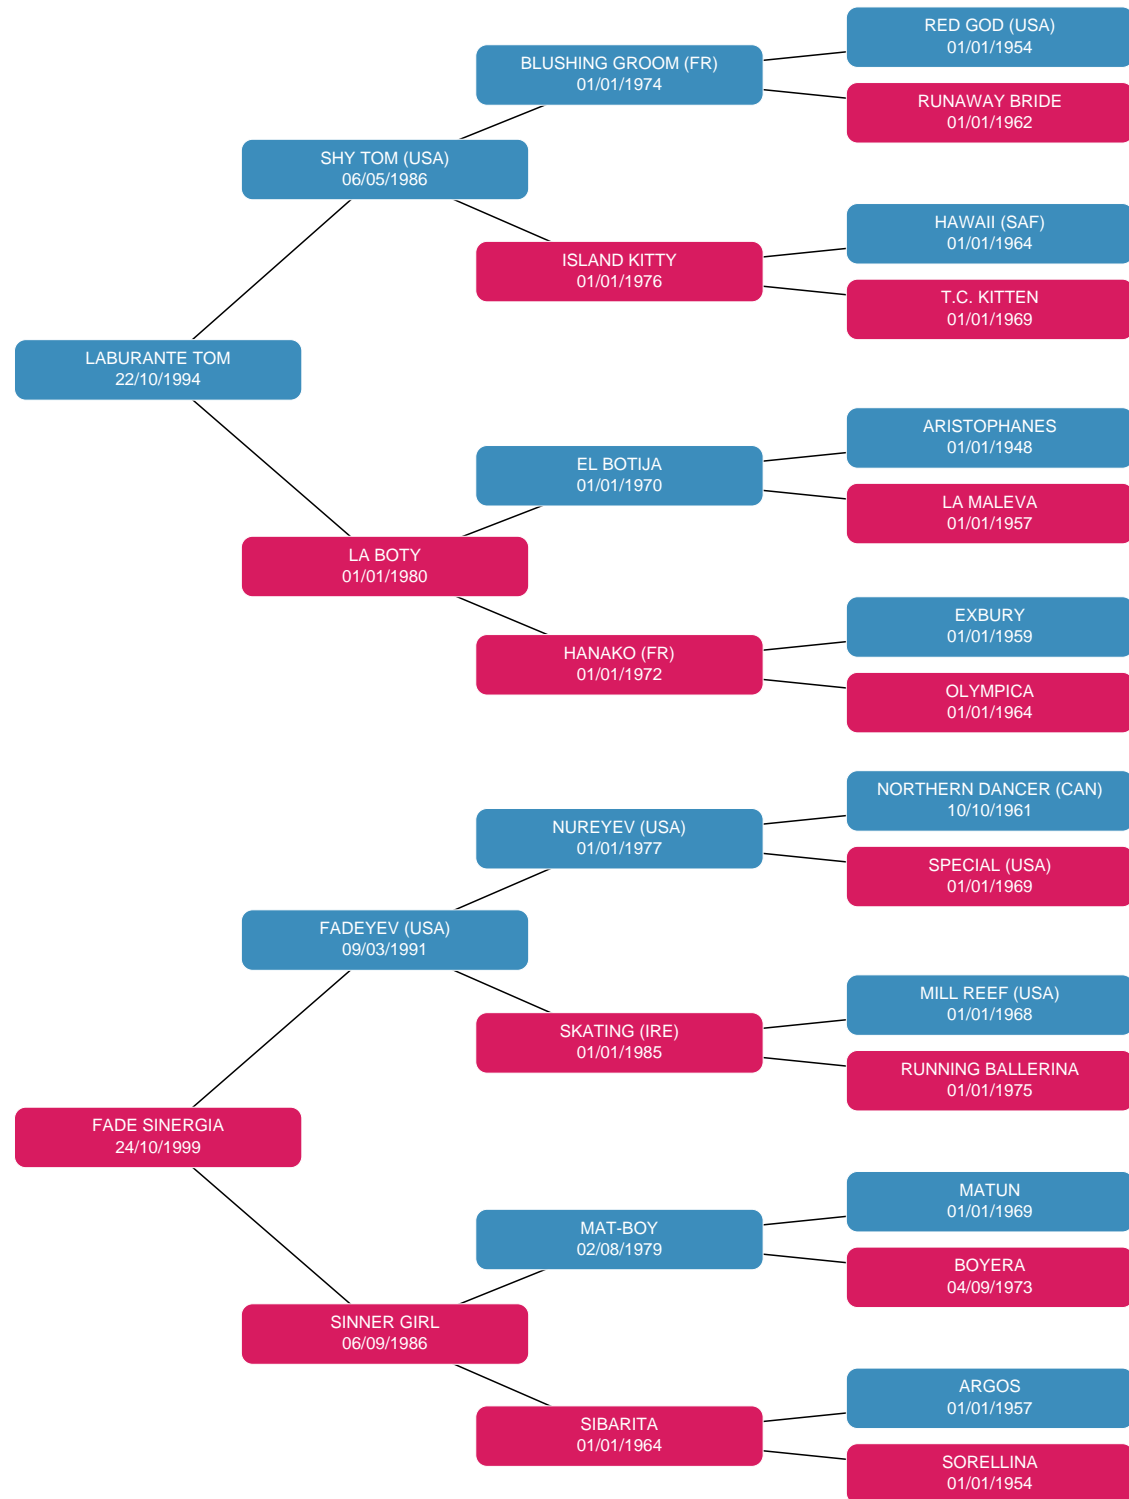 RED GOD (USA)
01/01/1954
BLUSHING GROOM (FR)
01/01/1974
RUNAWAY BRIDE
01/01/1962
SHY TOM (USA)
06/05/1986
HAWAII (SAF)
01/01/1964
ISLAND KITTY
01/01/1976
T.C. KITTEN
01/01/1969
LABURANTE TOM
22/10/1994
ARISTOPHANES
01/01/1948
EL BOTIJA
01/01/1970
LA MALEVA
01/01/1957
LA BOTY
01/01/1980
EXBURY
01/01/1959
HANAKO (FR)
01/01/1972
OLYMPICA
01/01/1964
NORTHERN DANCER (CAN)
10/10/1961
NUREYEV (USA)
01/01/1977
SPECIAL (USA)
01/01/1969
FADEYEV (USA)
09/03/1991
MILL REEF (USA)
01/01/1968
SKATING (IRE)
01/01/1985
RUNNING BALLERINA
01/01/1975
FADE SINERGIA
24/10/1999
MATUN
01/01/1969
MAT-BOY
02/08/1979
BOYERA
04/09/1973
SINNER GIRL
06/09/1986
ARGOS
01/01/1957
SIBARITA
01/01/1964
SORELLINA
01/01/1954